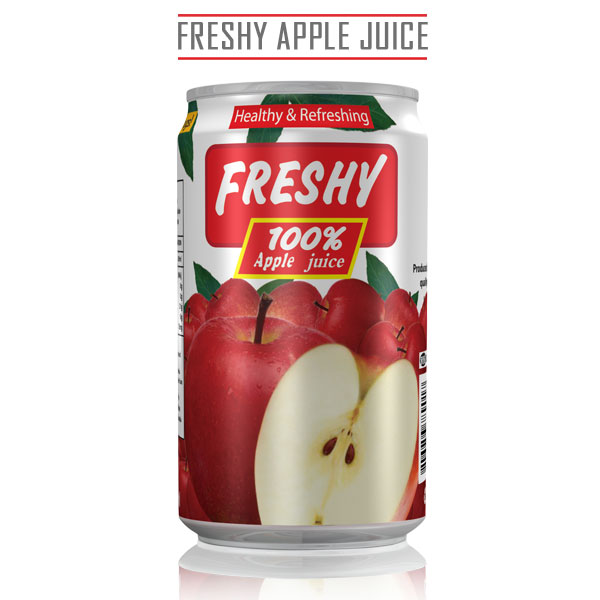 FRESHY APPLE JUICE
Healthy & Refreshing
FRESHY
100%
Apple juice